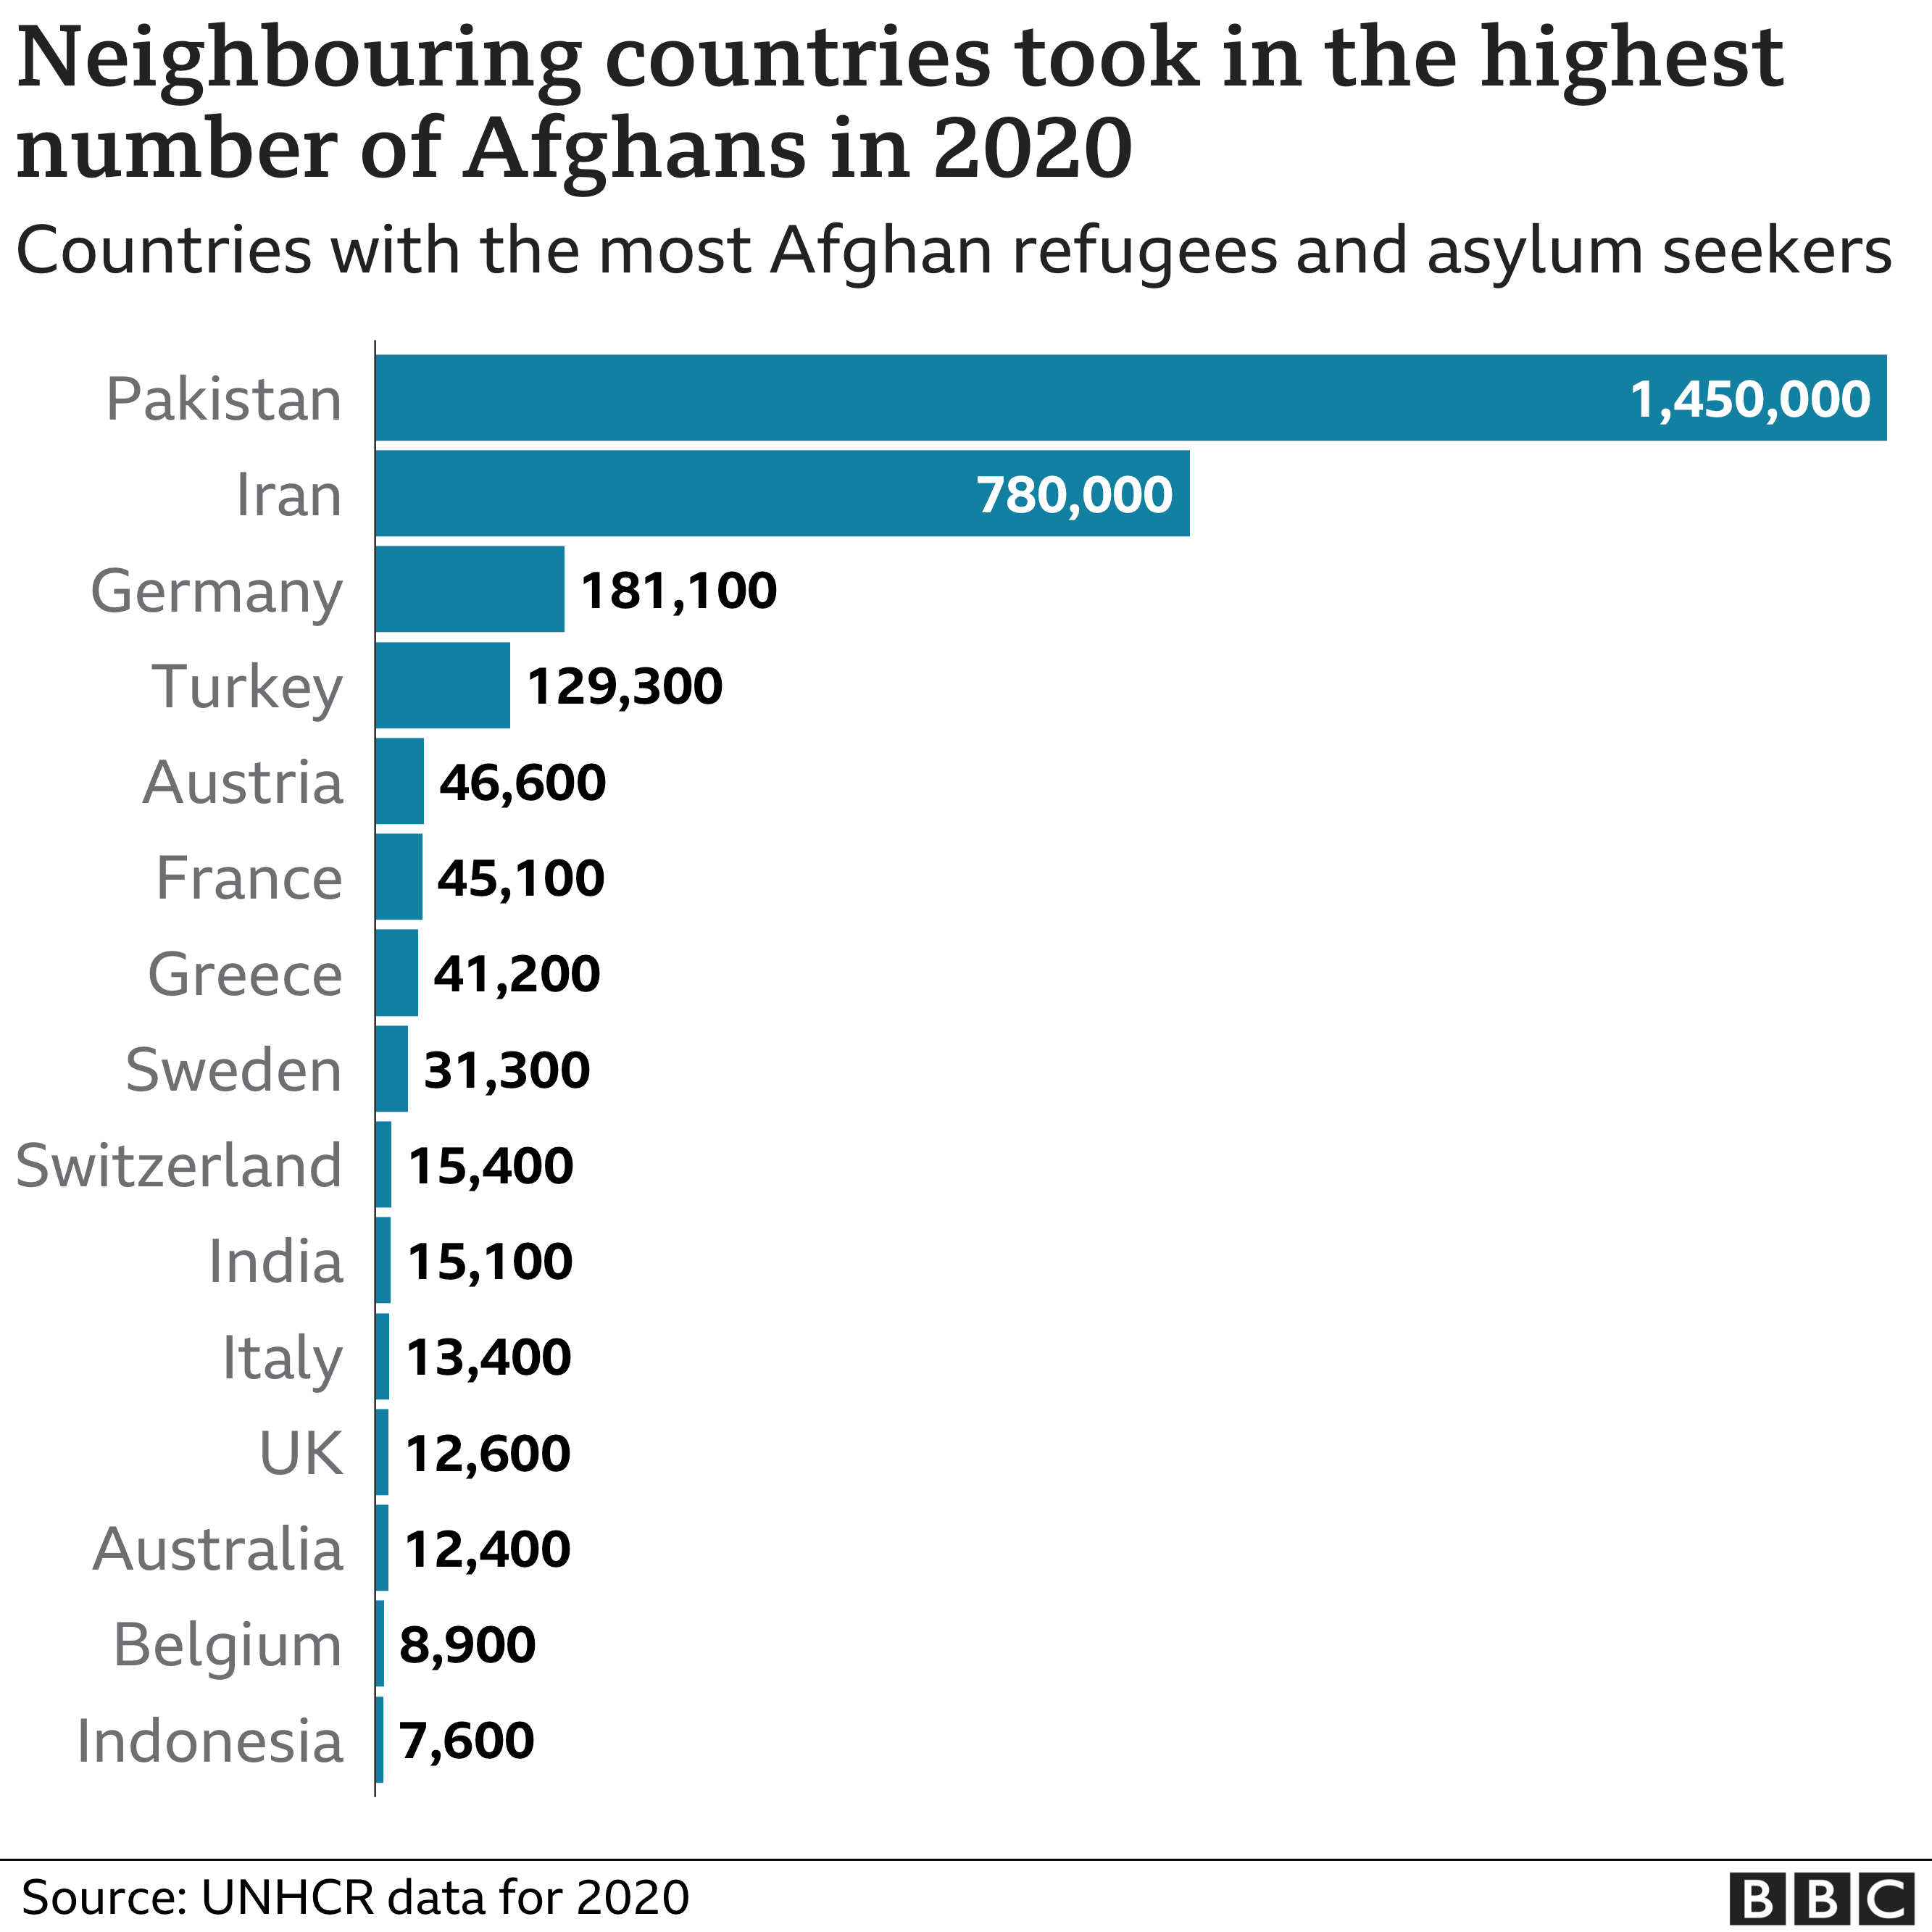 Neighbouring countries took in the highest
number of Afghans in 2020
Countries with the most Afghan refugees and asylum seekers
Pakistan 1,450,000
Iran 780,000
Germany 181,100
Turkey 129,300
Austria 46,600
France 45,100
Greece 41,200
Sweden 31,300
Switzerland 15,400
India 15,100
Italy 13,400
UK 12,600
Australia 12,400
Belgium 8,900
Indonesia 7,600
Source: UNHCR data for 2020 BBC